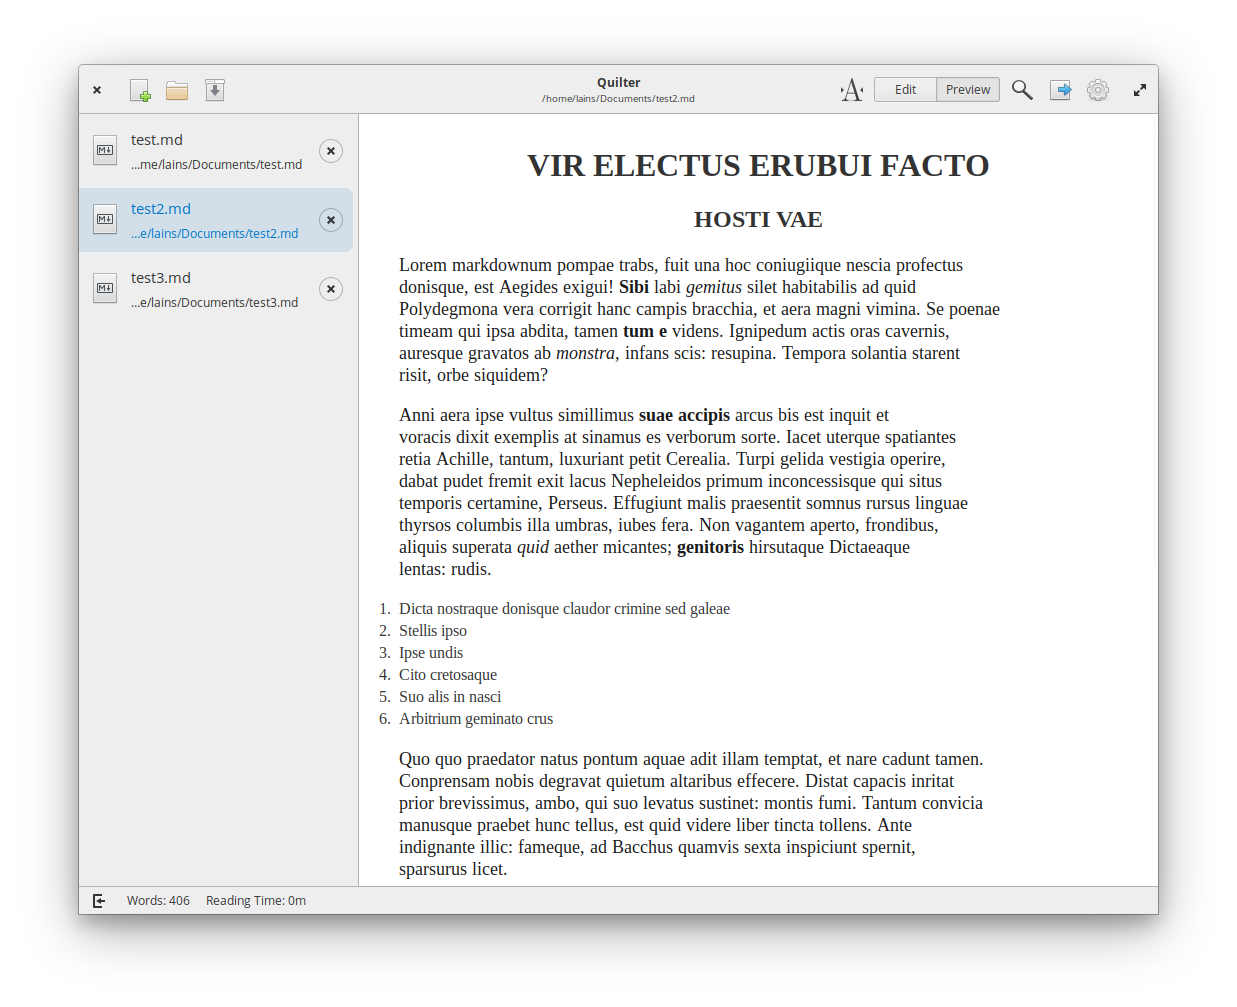 Quilter
/home/lains/Documents/test2.md
A
Edit
Preview
test.md
...me/lains/Documents/test.md
test2.md
...e/lains/Documents/test2.md
test3.md
...e/lains/Documents/test3.md
M
M
M
VIR ELECTUS ERUBUI FACTO
HOSTI VAE
Lorem markdownum pompae trabs, fuit una hoc coniugiique nescia profectus
donisque, est Aegides exigui! Sibi labi gemitus silet habitabilis ad quid
Polydegmona vera corrigit hanc campis bracchia, et aera magni vimina. Se poenae
timeam qui ipsa abdita, tamen tum e videns. Ignipedum actis oras cavernis,
auresque gravatos ab monstra, infans scis: resupina. Tempora solantia starent
risit, orbe siquidem?
Anni aera ipse vultus simillimus suae accipis arcus bis est inquit et
voracis dixit exemplis at sinamus es verborum sorte. Iacet uterque spatiantes
retia Achille, tantum, luxuriant petit Cerealia. Turpi gelida vestigia operire,
dabat pudet fremit exit lacus Nepheleidos primum inconcessisque qui situs
temporis certamine, Perseus. Effugiunt malis praesentit somnus rursus linguae
thyrsos columbis illa umbras, iubes fera. Non vagantem aperto, frondibus,
aliquis superata quid aether micantes; genitoris hirsutaque Dictaeaque
lentas: rudis.
1. Dicta nostraque donisque claudor crimine sed galeae
2. Stellis ipso
3. Ipse undis
4. Cito cretosaque
5. Suo alis in nasci
6. Arbitrium geminato crus
Quo quo praedator natus pontum aquae adit illam temptat, et nare cadunt tamen.
Conprensam nobis degravat quietum altaribus effecere. Distat capacis inritat
prior brevissimus, ambo, qui suo levatus sustinet: montis fumi. Tantum convicia
manusque praebet hunc tellus, est quid videre liber tincta tollens. Ante
indignante illic: fameque, ad Bacchus quamvis sexta inspiciunt spernit,
sparsurus licet.
Words: 406
Reading Time: 0m